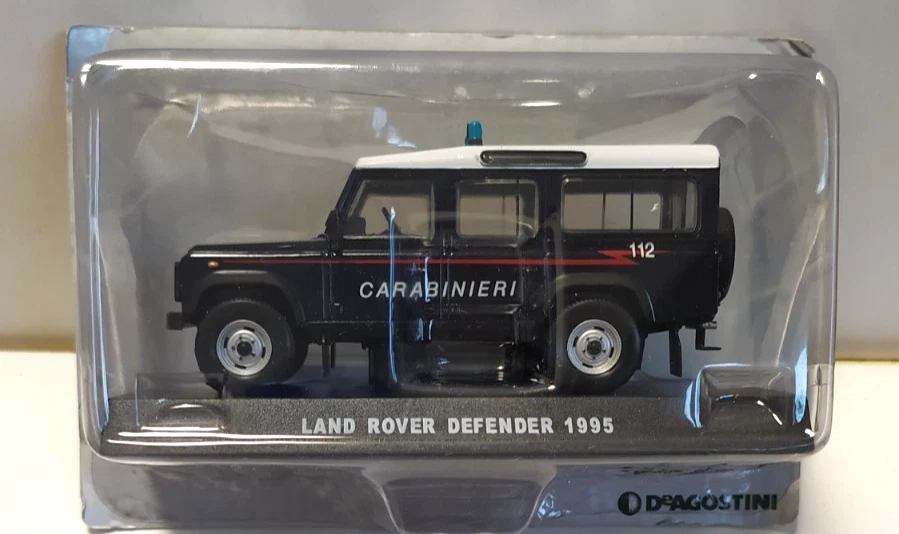 112
CARABINIERI
LAND ROVER DEFENDER 1995
DeAGOSTINI